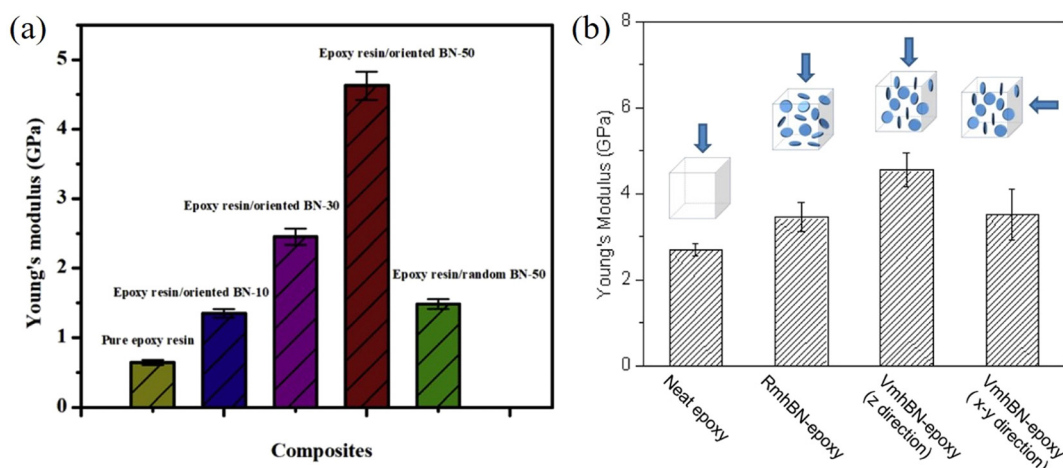 (a)
Young's modulus (GPa)
5
4
3
2
1
0
Pure epoxy resin
Epoxy resin/oriented BN-10
Epoxy resin/oriented BN-30
Epoxy resin/oriented BN-50
Epoxy resin/random BN-50
Composites
(b)
Young's Modulus (GPa)
8
6
4
2
0
Neat epoxy
RmhBN-epoxy
VmhBN-epoxy
(z direction)
VmhBN-epoxy
( x-y direction)